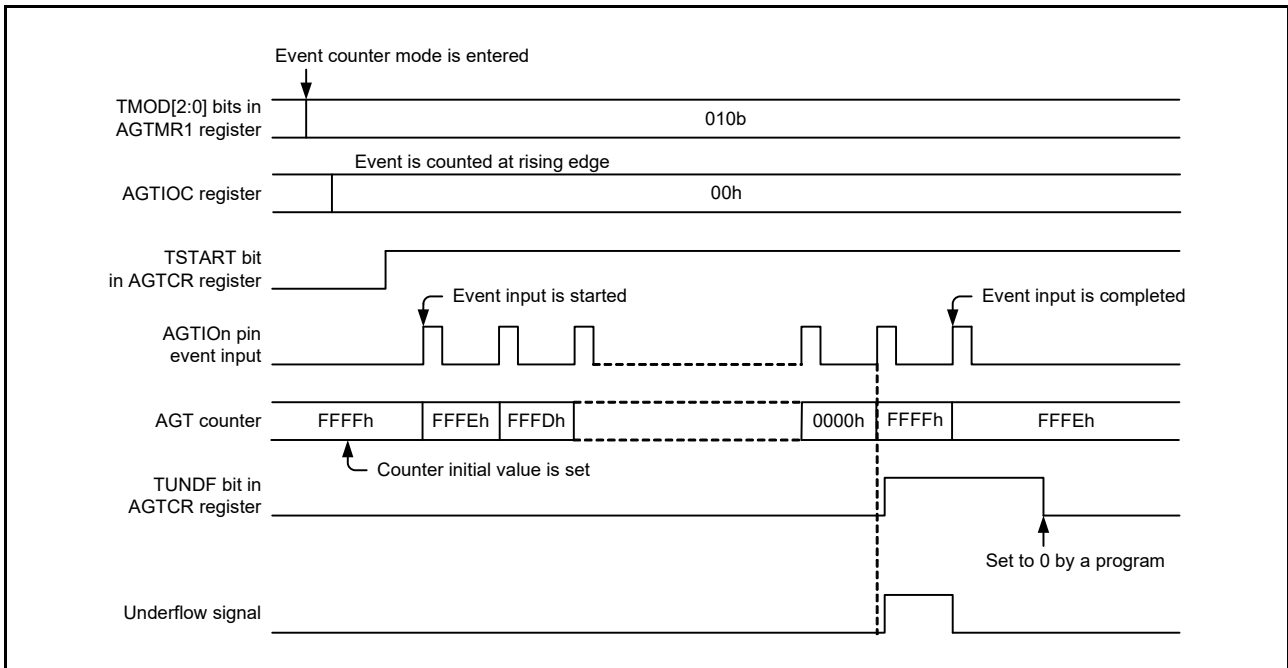 Event counter mode is entered
TMOD[2:0] bits in
AGTMR1 register
010b
Event is counted at rising edge
AGTIOC register
00h
TSTART bit
in AGTCR register
Event input is started
Event input is completed
AGTIOn pin
event input
AGT counter
FFFFh
FFFEh
FFFDh
0000h
FFFFh
FFFEh
Counter initial value is set
TUNDF bit in
AGTCR register
Set to 0 by a program
Underflow signal